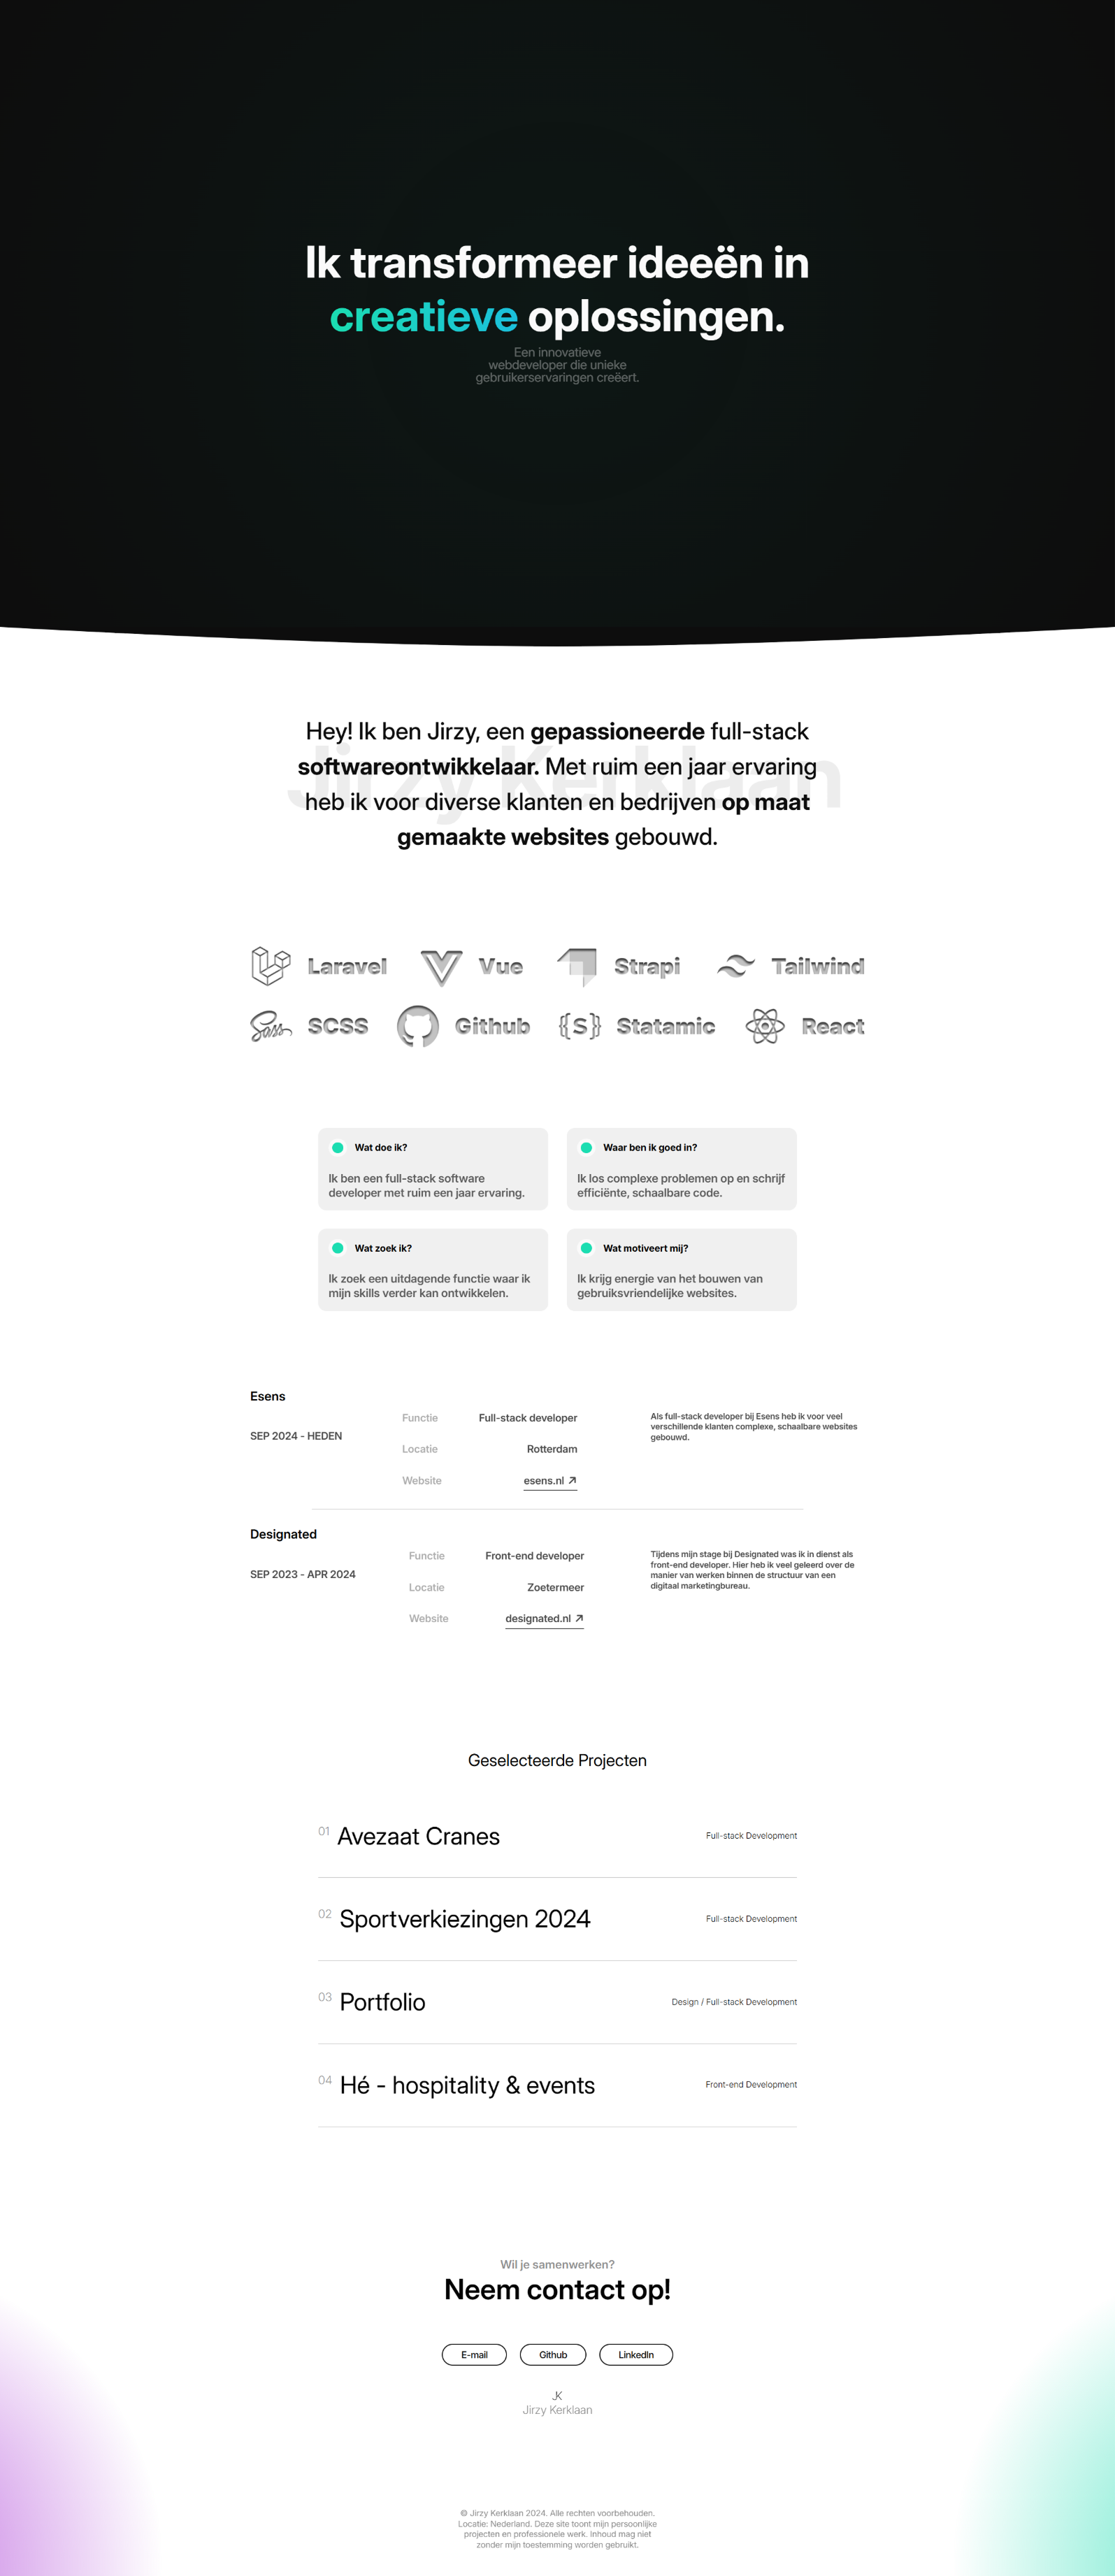 Ik transformeer ideeën in
creatieve oplossingen.
Een innovatieve
webdeveloper die unieke
gebruikerservaringen creëert.
Jirzy Kerklaan
Hey! Ik ben Jirzy, een gepassioneerde full-stack
softwareontwikkelaar. Met ruim een jaar ervaring
heb ik voor diverse klanten en bedrijven op maat
gemaakte websites gebouwd.
Laravel
Vue
Strapi
Tailwind
Sass
SCSS
Github
{S}
Statamic
React
Wat doe ik?
Ik ben een full-stack software
developer met ruim een jaar ervaring.
Waar ben ik goed in?
Ik los complexe problemen op en schrijf
efficiënte, schaalbare code.
Wat zoek ik?
Ik zoek een uitdagende functie waar ik
mijn skills verder kan ontwikkelen.
Wat motiveert mij?
Ik krijg energie van het bouwen van
gebruiksvriendelijke websites.
Esens
SEP 2024 - HEDEN
Functie Full-stack developer
Locatie Rotterdam
Website esens.nl
Als full-stack developer bij Esens heb ik voor veel
verschillende klanten complexe, schaalbare websites
gebouwd.
Designated
SEP 2023 - APR 2024
Functie Front-end developer
Locatie Zoetermeer
Website designated.nl
Tijdens mijn stage bij Designated was ik in dienst als
front-end developer. Hier heb ik veel geleerd over de
manier van werken binnen de structuur van een
digitaal marketingbureau.
Geselecteerde Projecten
01 Avezaat Cranes Full-stack Development
02 Sportverkiezingen 2024 Full-stack Development
03 Portfolio Design / Full-stack Development
04 Hé - hospitality & events Front-end Development
Wil je samenwerken?
Neem contact op!
E-mail Github LinkedIn
JK
Jirzy Kerklaan
© Jirzy Kerklaan 2024. Alle rechten voorbehouden.
Locatie: Nederland. Deze site toont mijn persoonlijke
projecten en professionele werk. Inhoud mag niet
zonder mijn toestemming worden gebruikt.